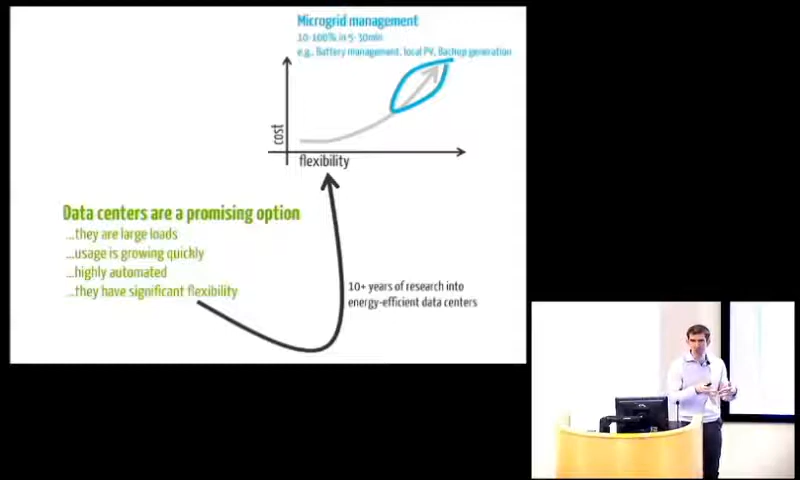 Microgrid management
10-100% in 5-30min
e.g., Battery management, local PV, Backup generation
cost
flexibility
Data centers are a promising option
...they are large loads
...usage is growing quickly
...highly automated
...they have significant flexibility
10+ years of research into
energy-efficient data centers